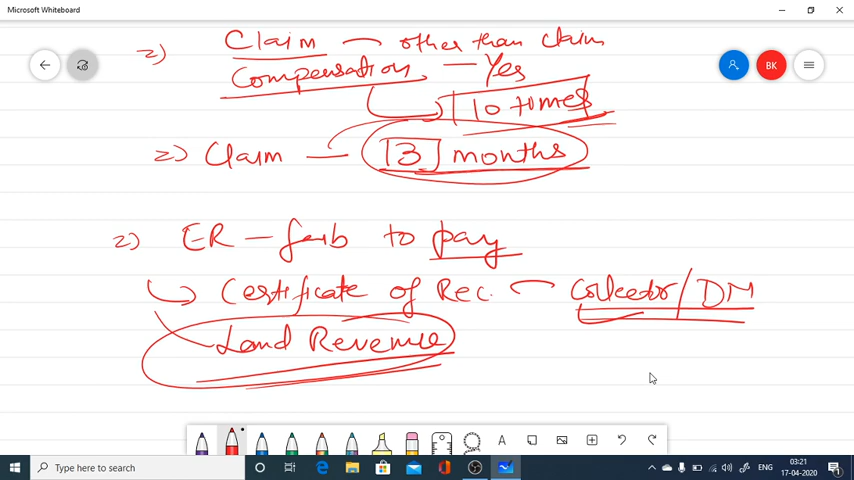 Microsoft Whiteboard
BK
2) Claim — other than claim
Compensation — Yes
10 times
2) Claim — 3 months
2) ER — fails to pay
Certificate of Rec. — Collector/DM
Land Revenue
A
Type here to search
ENG
03:21
17-04-2020
1